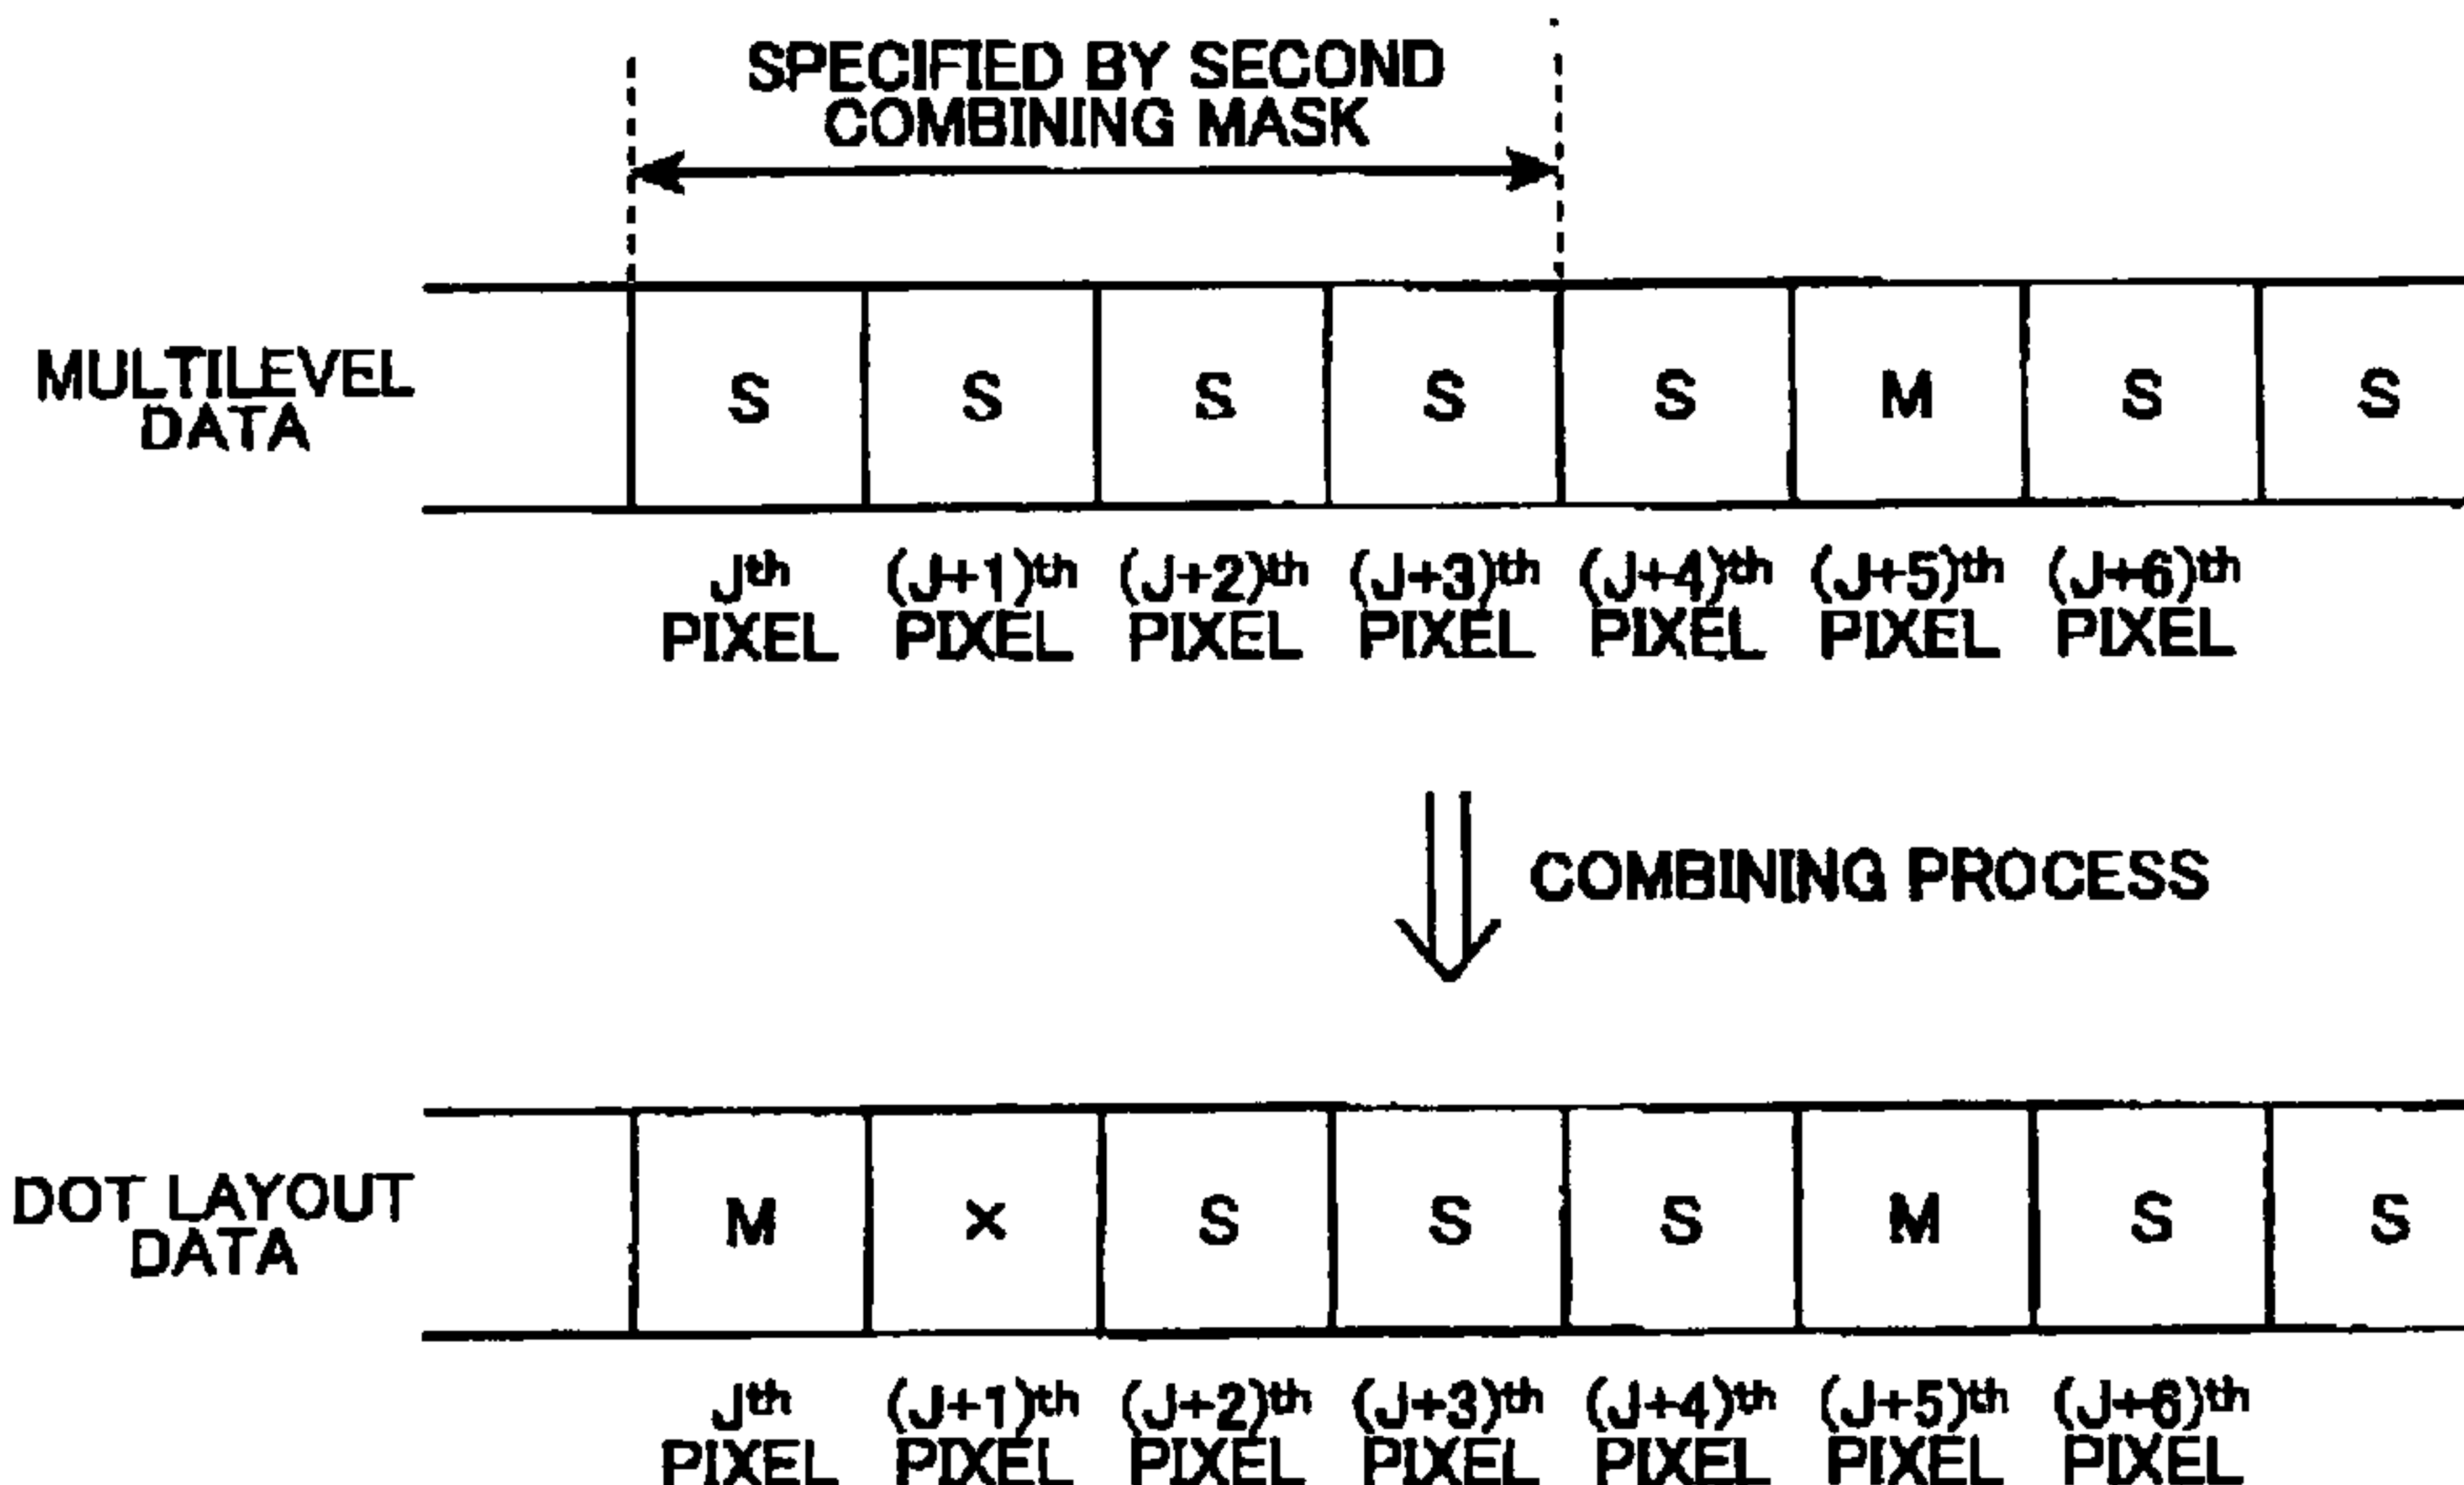 SPECIFIED BY SECOND
COMBINING MASK
MULTILEVEL
DATA
S S S S S M S S
Jth (J+1)th (J+2)th (J+3)th (J+4)th (J+5)th (J+6)th
PIXEL PIXEL PIXEL PIXEL PIXEL PIXEL PIXEL
COMBINING PROCESS
DOT LAYOUT
DATA
M × S S S M S S
Jth (J+1)th (J+2)th (J+3)th (J+4)th (J+5)th (J+6)th
PIXEL PIXEL PIXEL PIXEL PIXEL PIXEL PIXEL